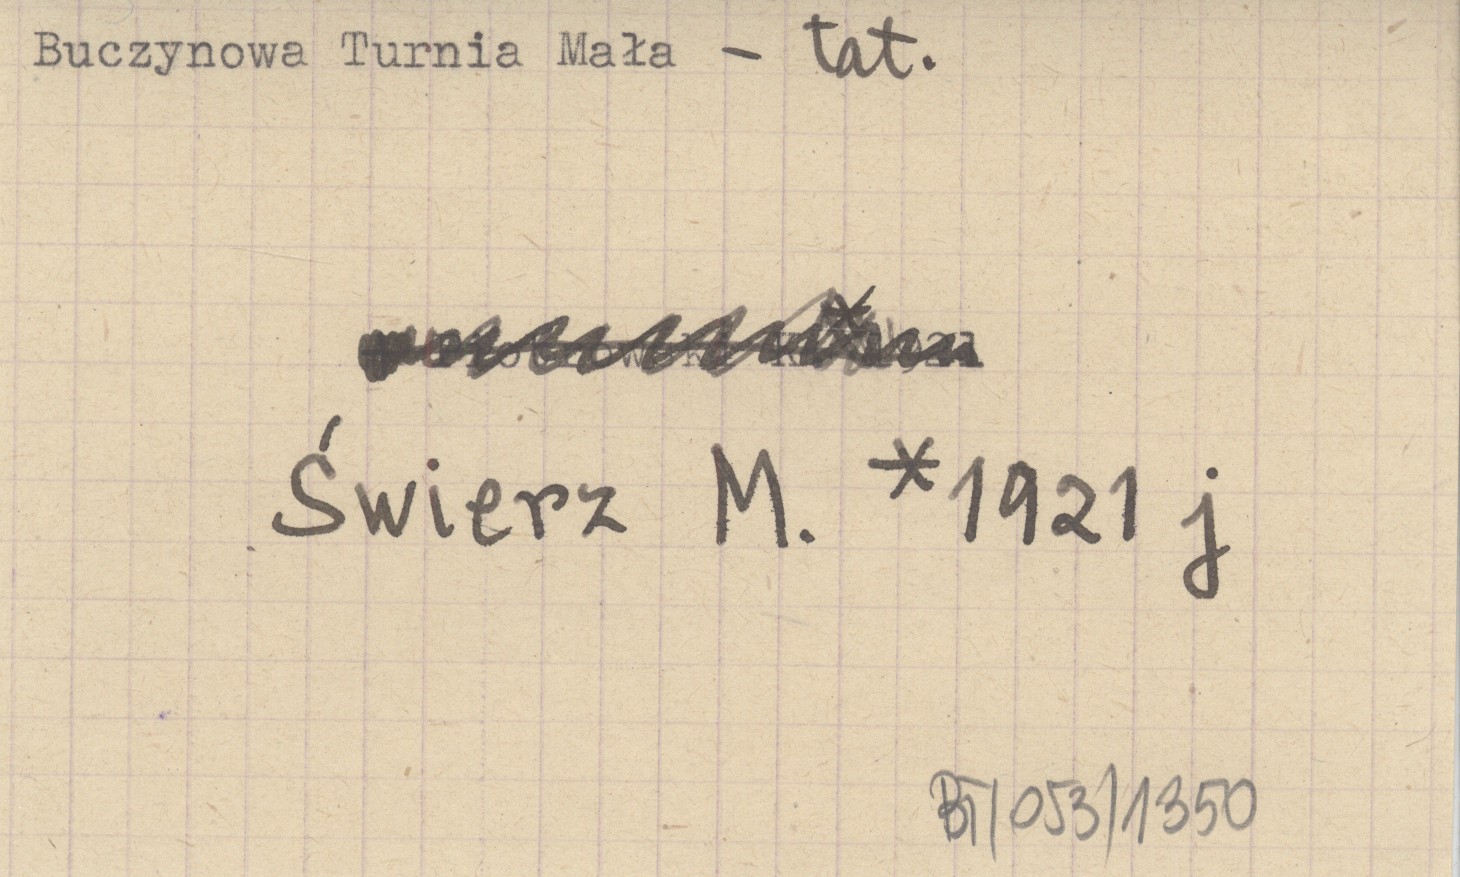 Buczynowa Turnia Mała - tat.
Świerz M. *1921 j
BT/053/1350